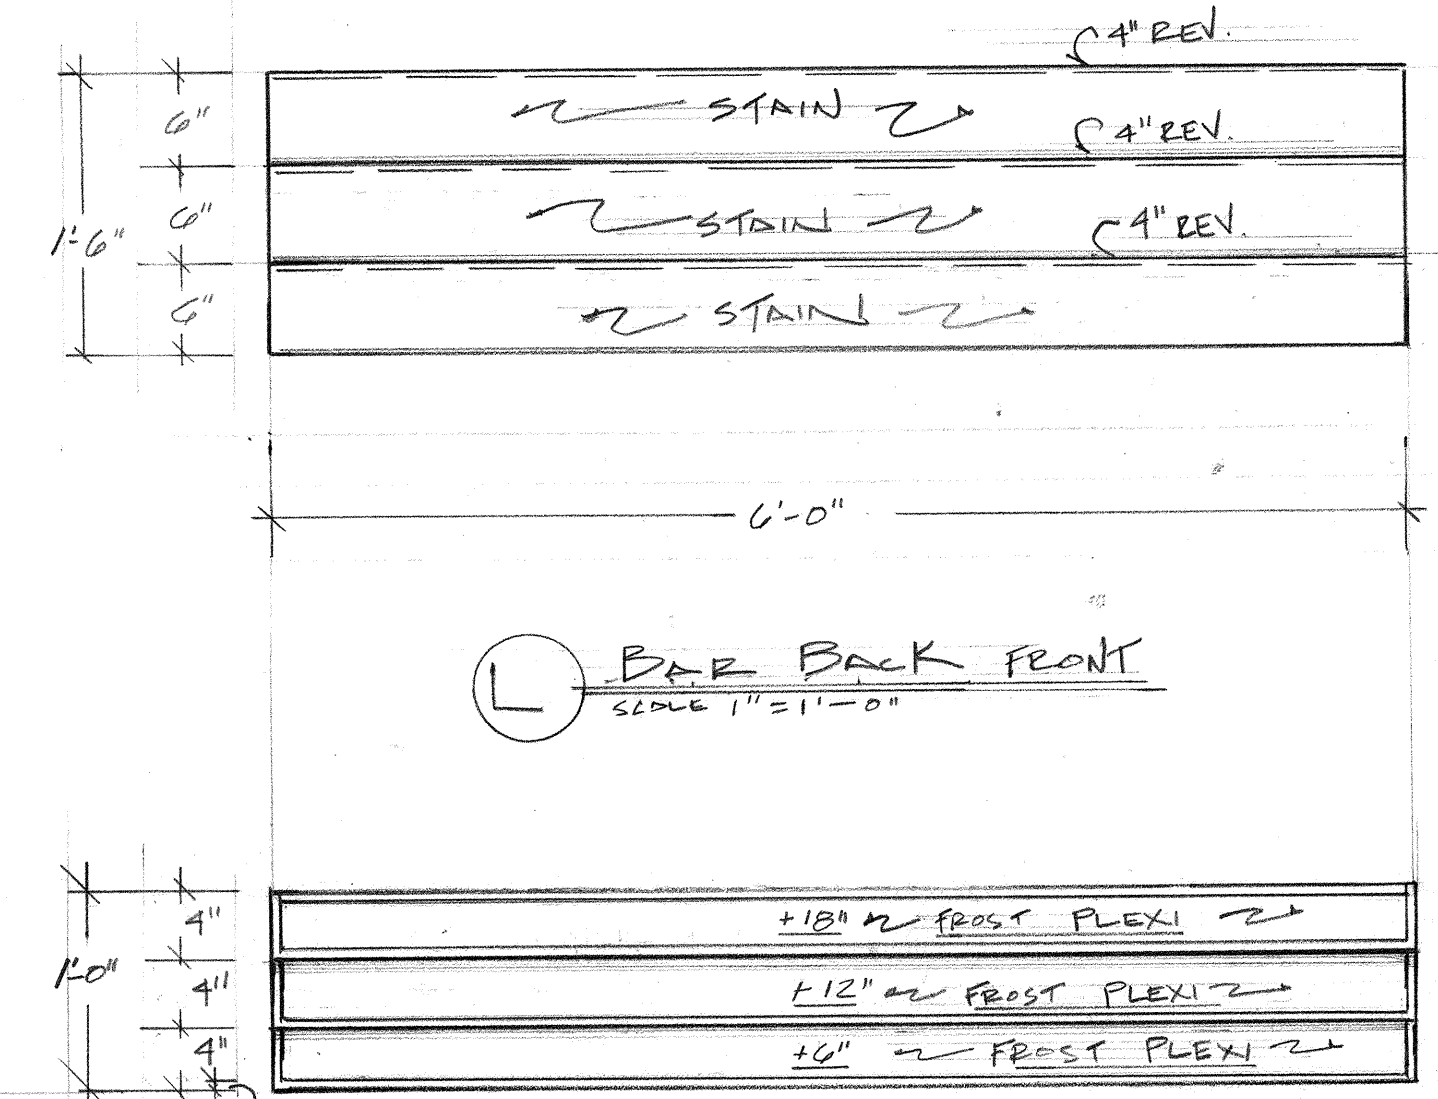 4" REV.
6" STAIN
4" REV.
1'-6" 6" STAIN
4" REV.
6" STAIN
6'-0"
L BAR BACK FRONT
SCALE 1" = 1'-0"
4" +18" FROST PLEXI
1'-0" 4" +12" FROST PLEXI
4" +6" FROST PLEXI